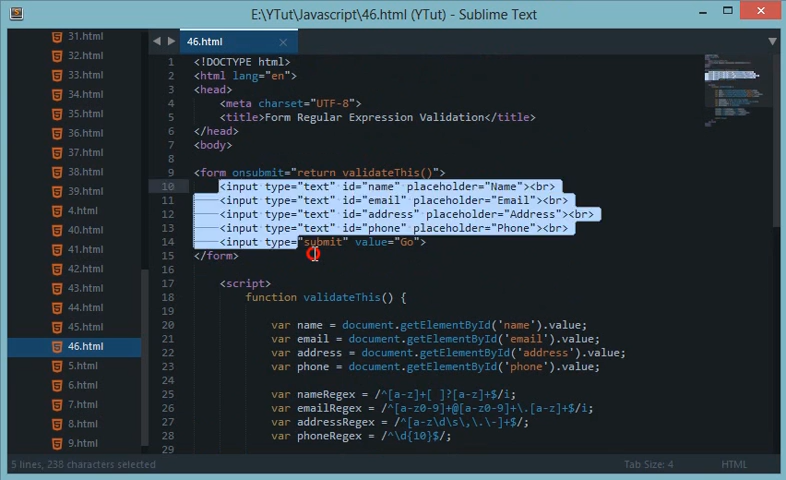 E:\YTut\Javascript\46.html (YTut) - Sublime Text
31.html
32.html
33.html
34.html
35.html
36.html
37.html
38.html
39.html
4.html
40.html
41.html
42.html
43.html
44.html
45.html
46.html
5.html
6.html
7.html
8.html
9.html
46.html
1 <!DOCTYPE html>
2 <html lang="en">
3 <head>
4 <meta charset="UTF-8">
5 <title>Form Regular Expression Validation</title>
6 </head>
7 <body>
8
9 <form onsubmit="return validateThis()">
10 <input type="text" id="name" placeholder="Name"><br>
11 <input type="text" id="email" placeholder="Email"><br>
12 <input type="text" id="address" placeholder="Address"><br>
13 <input type="text" id="phone" placeholder="Phone"><br>
14 <input type="submit" value="Go">
15 </form>
16
17 <script>
18 function validateThis() {
19
20 var name = document.getElementById('name').value;
21 var email = document.getElementById('email').value;
22 var address = document.getElementById('address').value;
23 var phone = document.getElementById('phone').value;
24
25 var nameRegex = /^[a-z]+[ ]?[a-z]+$/i;
26 var emailRegex = /^[a-z0-9]+@[a-z0-9]+\.[a-z]+$/i;
27 var addressRegex = /^[a-z\d\s\,\.\-]+$/;
28 var phoneRegex = /^\d{10}$/;
29
5 lines, 238 characters selected
Tab Size: 4
HTML